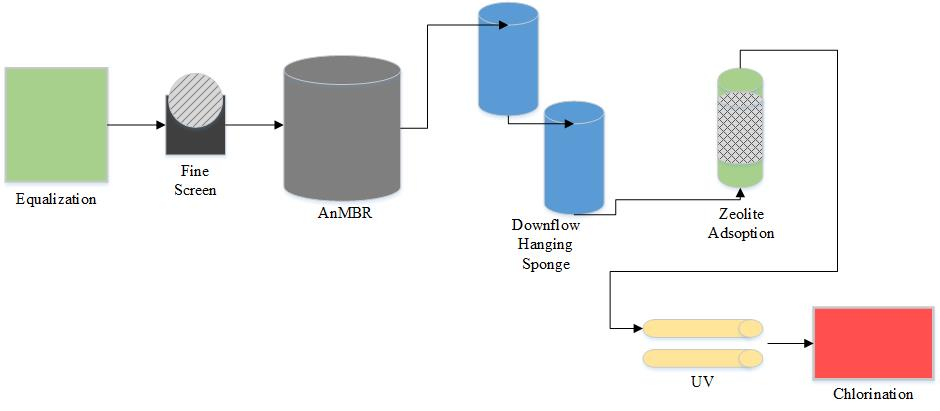 Equalization
Fine
Screen
AnMBR
Downflow
Hanging
Sponge
Zeolite
Adsoption
UV
Chlorination